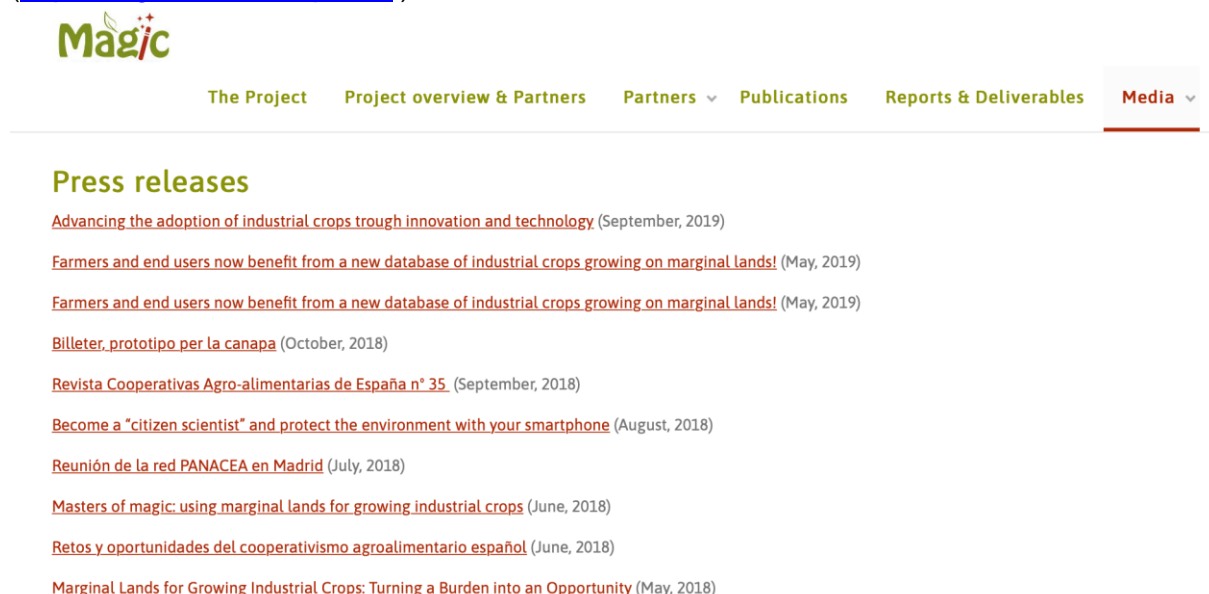 Magic
The Project Project overview & Partners Partners Publications Reports & Deliverables Media
Press releases
Advancing the adoption of industrial crops trough innovation and technology (September, 2019)
Farmers and end users now benefit from a new database of industrial crops growing on marginal lands! (May, 2019)
Farmers and end users now benefit from a new database of industrial crops growing on marginal lands! (May, 2019)
Billeter, prototipo per la canapa (October, 2018)
Revista Cooperativas Agro-alimentarias de España nº 35 (September, 2018)
Become a “citizen scientist” and protect the environment with your smartphone (August, 2018)
Reunión de la red PANACEA en Madrid (July, 2018)
Masters of magic: using marginal lands for growing industrial crops (June, 2018)
Retos y oportunidades del cooperativismo agroalimentario español (June, 2018)
Marginal Lands for Growing Industrial Crops: Turning a Burden into an Opportunity (May, 2018)